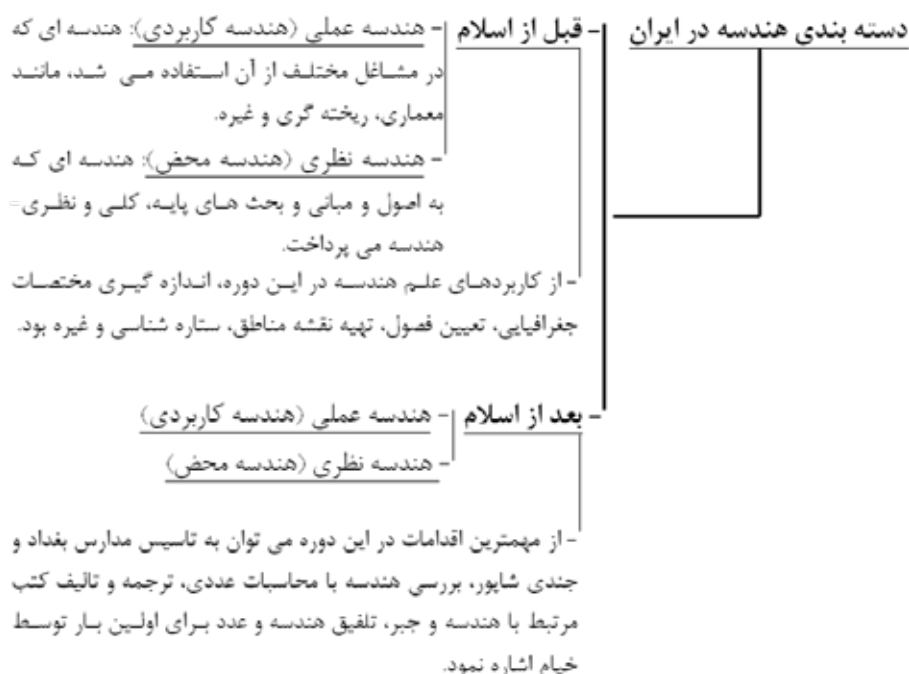 دسته بندی هندسه در ایران
- قبل از اسلام
- هندسه عملی (هندسه کاربردی): هندسه ای که
در مشاغل مختلف از آن استفاده می شد، مانند
معماری، ریخته گری و غیره.
- هندسه نظری (هندسه محض): هندسه ای که
به اصول و مبانی و بحث های پایه، کلی و نظری-
هندسه می پرداخت.
- از کاربردهای علم هندسه در این دوره، اندازه گیری مختصات
جغرافیایی، تعیین فصول، تهیه نقشه مناطق، ستاره شناسی و غیره بود.
- بعد از اسلام
- هندسه عملی (هندسه کاربردی)
- هندسه نظری (هندسه محض)
- از مهمترین اقدامات در این دوره می توان به تاسیس مدارس بغداد و
جندی شاپور، بررسی هندسه با محاسبات عددی، ترجمه و تالیف کتب
مرتبط با هندسه و جبر، تلفیق هندسه و عدد برای اولین بار توسط
خیام اشاره نمود.